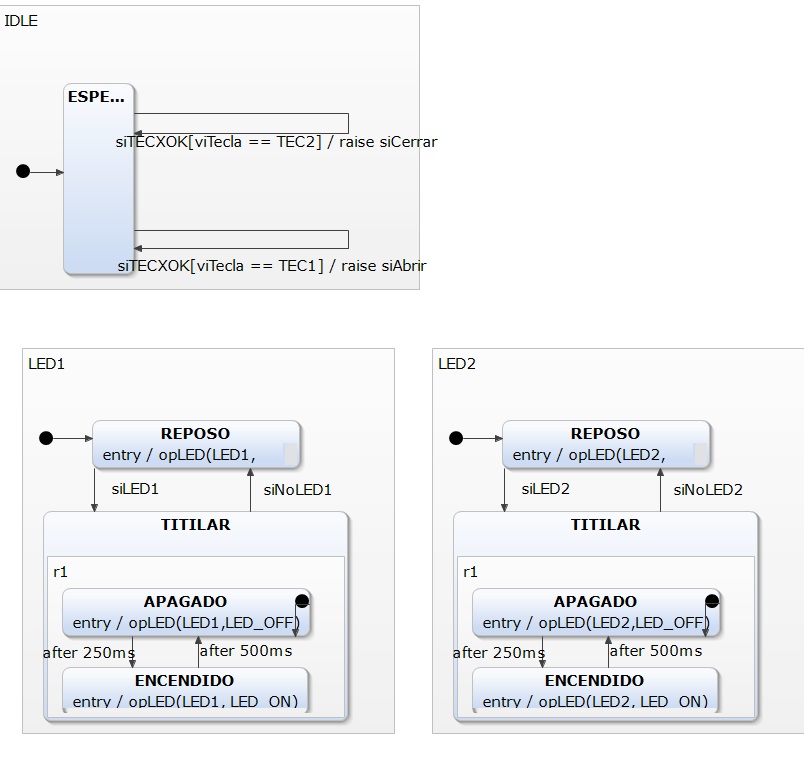 IDLE
ESPE...
siTECXOK[viTecla == TEC2] / raise siCerrar
siTECXOK[viTecla == TEC1] / raise siAbrir
LED1
REPOSO
entry / opLED(LED1,
siLED1
siNoLED1
TITILAR
r1
APAGADO
entry / opLED(LED1,LED_OFF)
after 250ms
after 500ms
ENCENDIDO
entry / opLED(LED1, LED_ON)
LED2
REPOSO
entry / opLED(LED2,
siLED2
siNoLED2
TITILAR
r1
APAGADO
entry / opLED(LED2,LED_OFF)
after 250ms
after 500ms
ENCENDIDO
entry / opLED(LED2, LED_ON)